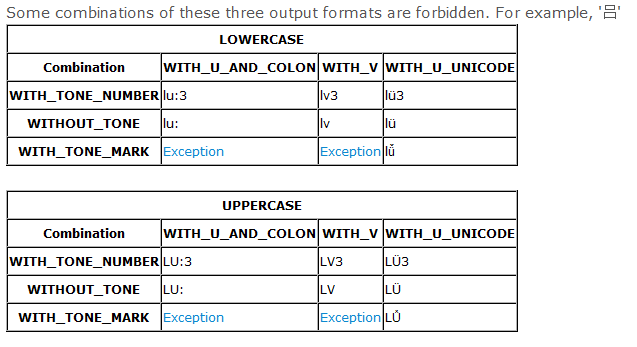 Some combinations of these three output formats are forbidden. For example, '吕'
LOWERCASE
Combination WITH_U_AND_COLON WITH_V WITH_U_UNICODE
WITH_TONE_NUMBER lu:3 lv3 lü3
WITHOUT_TONE lu: lv lü
WITH_TONE_MARK Exception Exception lǚ
UPPERCASE
Combination WITH_U_AND_COLON WITH_V WITH_U_UNICODE
WITH_TONE_NUMBER LU:3 LV3 LÜ3
WITHOUT_TONE LU: LV LÜ
WITH_TONE_MARK Exception Exception LǙ